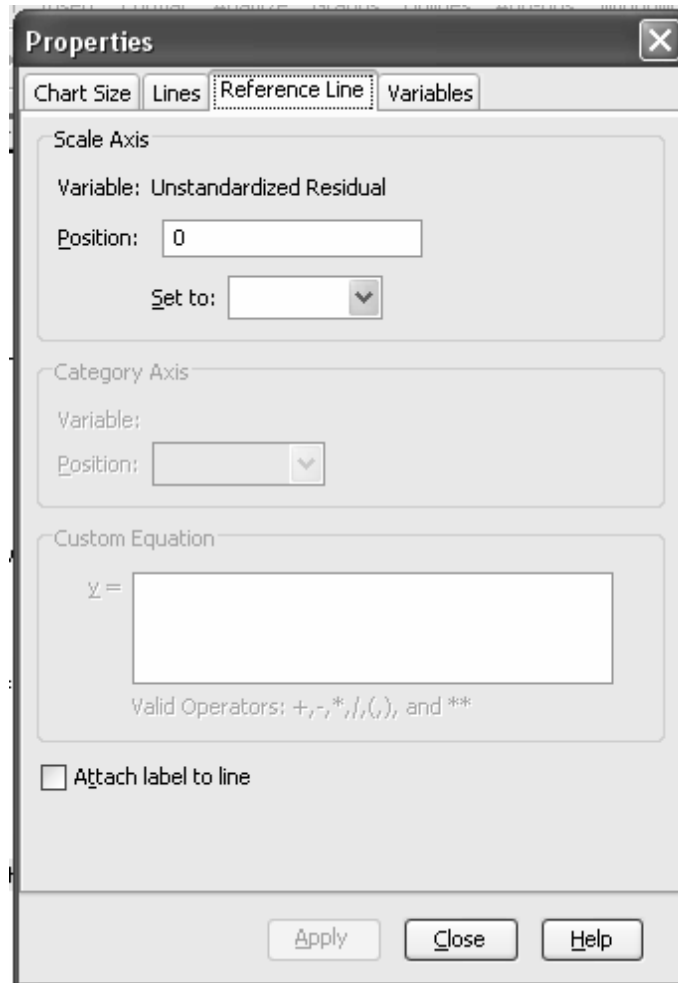 Properties
Chart Size Lines Reference Line Variables
Scale Axis
Variable: Unstandardized Residual
Position: 0
Set to:
Category Axis
Variable:
Position:
Custom Equation
y =
Valid Operators: +,-,*,/,(,), and **
Attach label to line
Apply Close Help